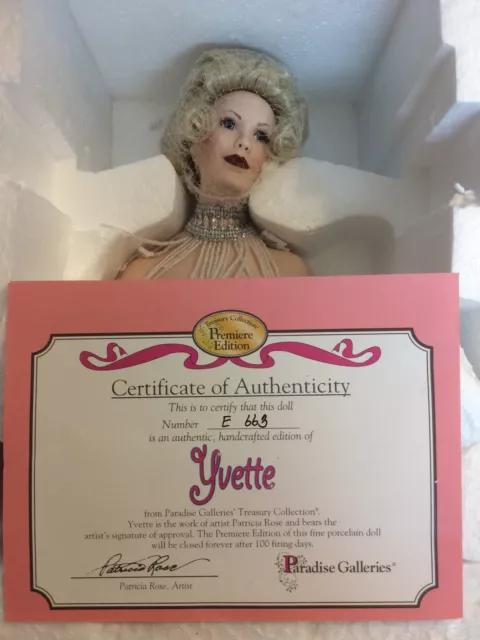 Treasury Collection
Premiere
Edition
Certificate of Authenticity
This is to certify that this doll
Number E 663
is an authentic, handcrafted edition of
Yvette
from Paradise Galleries' Treasury Collection®.
Yvette is the work of artist Patricia Rose and bears the
artist's signature of approval. The Premiere Edition of this fine porcelain doll
will be closed forever after 100 firing days.
Patricia Rose
Patricia Rose, Artist
Paradise Galleries®